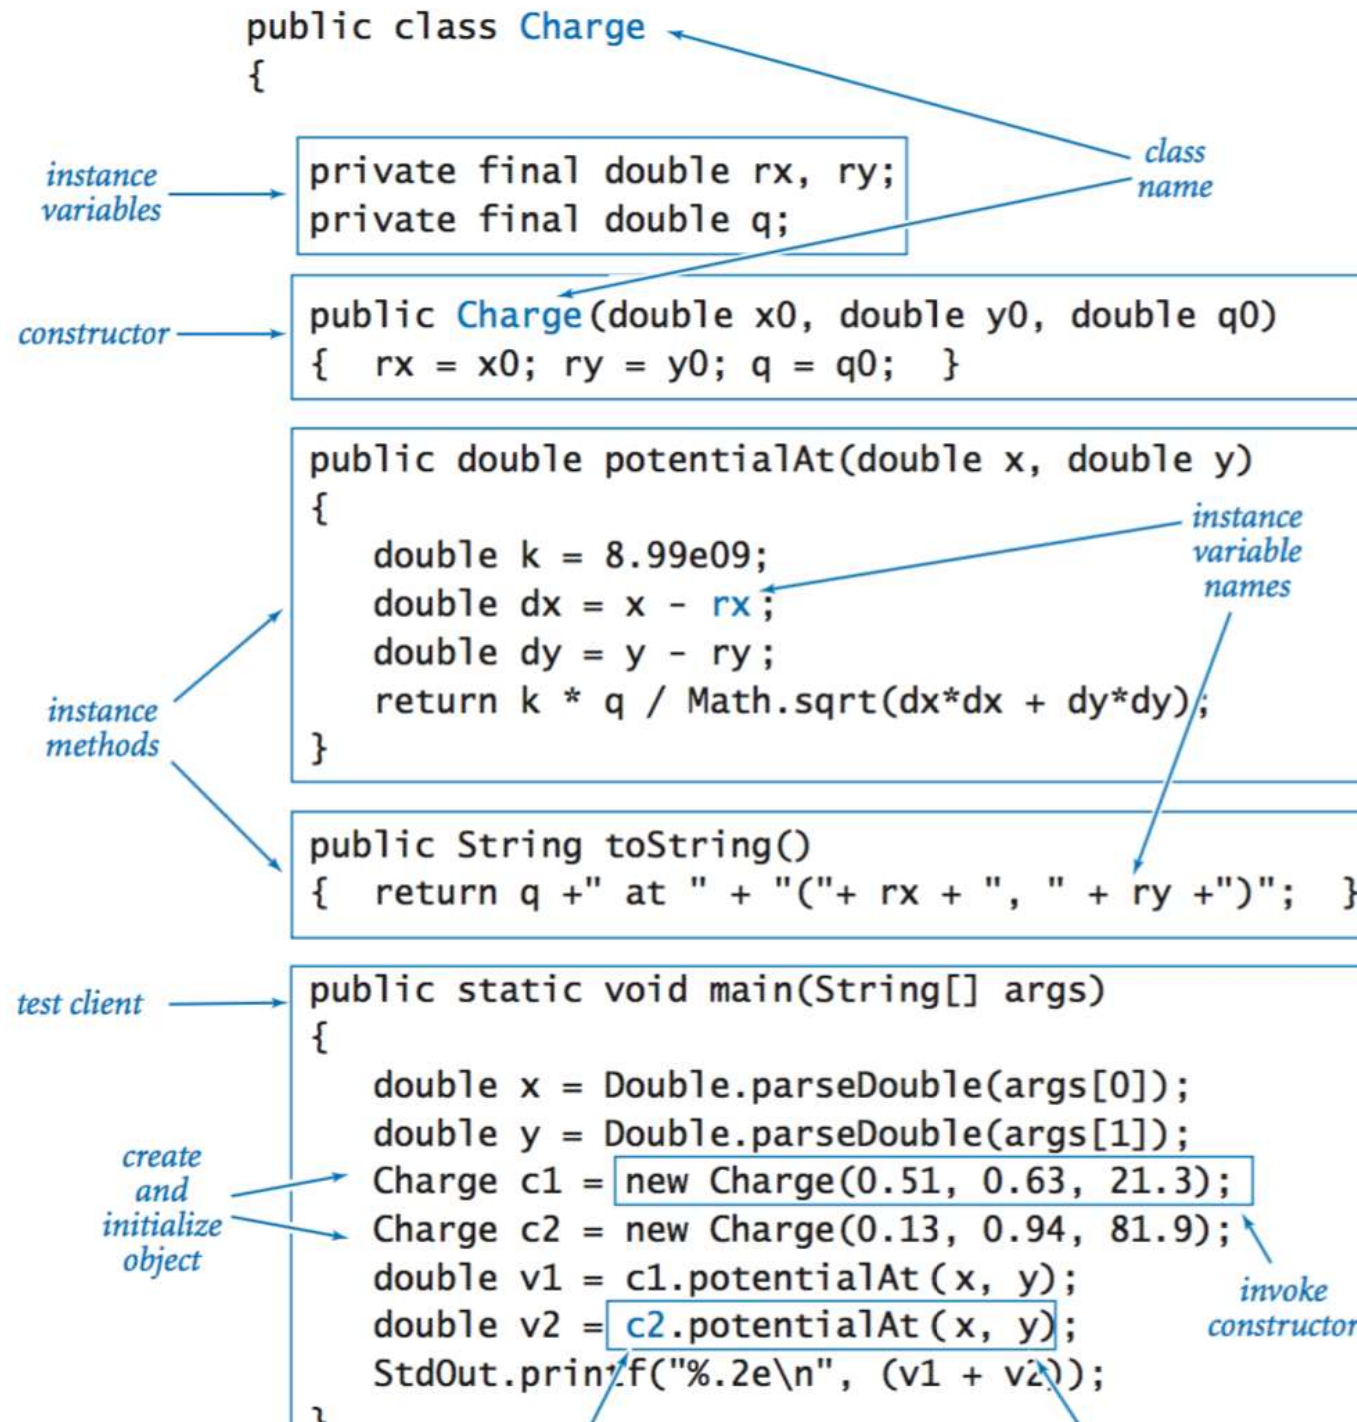 public class Charge
{
class
name
instance
variables
private final double rx, ry;
private final double q;
constructor
public Charge(double x0, double y0, double q0)
{  rx = x0; ry = y0; q = q0;  }
public double potentialAt(double x, double y)
{
instance
variable
names
double k = 8.99e09;
double dx = x - rx;
double dy = y - ry;
return k * q / Math.sqrt(dx*dx + dy*dy);
}
instance
methods
public String toString()
{  return q +" at " + "("+ rx + ", " + ry +")";  }
test client
public static void main(String[] args)
{
double x = Double.parseDouble(args[0]);
double y = Double.parseDouble(args[1]);
create
and
initialize
object
Charge c1 = new Charge(0.51, 0.63, 21.3);
Charge c2 = new Charge(0.13, 0.94, 81.9);
double v1 = c1.potentialAt(x, y);
double v2 = c2.potentialAt(x, y);
invoke
constructor
StdOut.printf("%.2e\n", (v1 + v2));
}